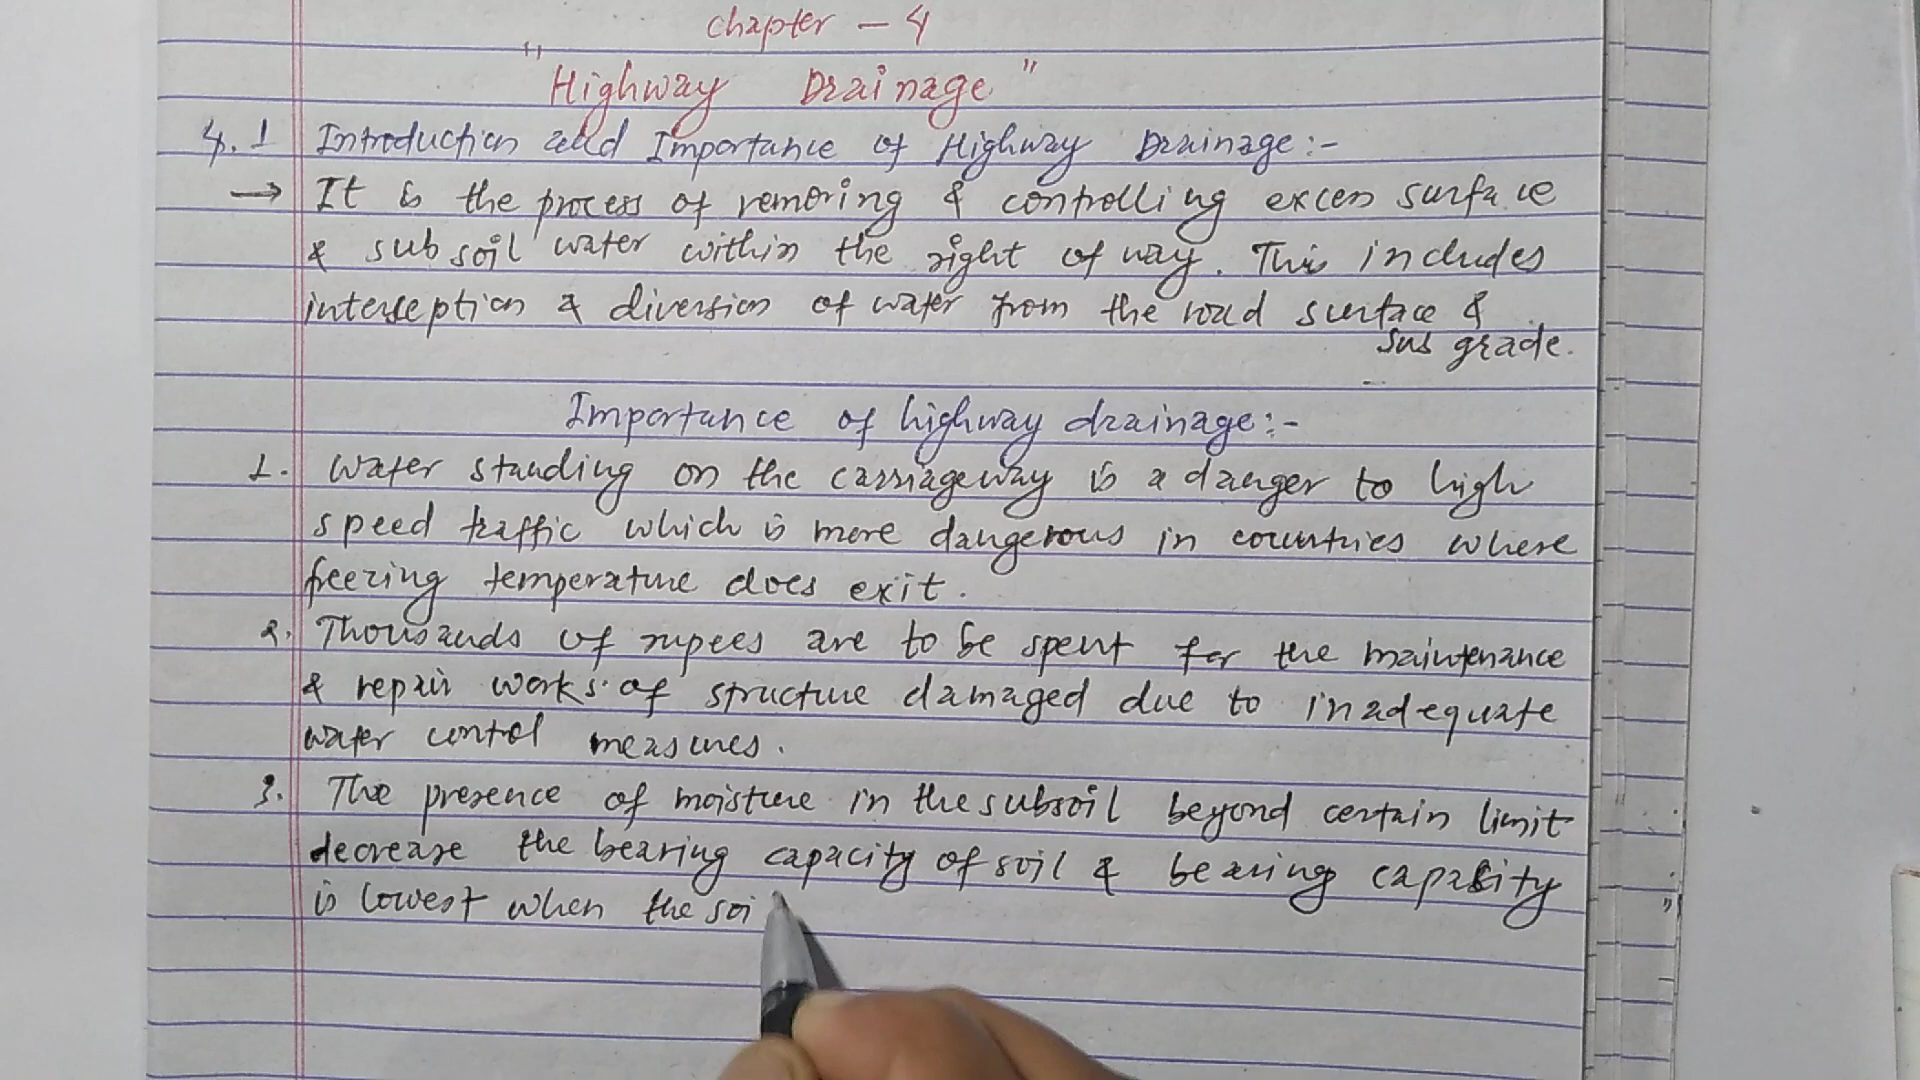 Chapter - 4
"Highway Drainage"
4.1 Introduction and Importance of Highway Drainage:-
→ It is the process of removing & controlling excess surface
& sub soil water within the right of way. This includes
interception & diversion of water from the road surface &
Sub grade.
Importance of highway drainage:-
1. Water standing on the carriageway is a danger to high
speed traffic which is more dangerous in countries where
freezing temperature does exit.
2. Thousands of rupees are to be spent for the maintenance
& repair works of structure damaged due to inadequate
water control measures.
3. The presence of moisture in the subsoil beyond certain limit
decrease the bearing capacity of soil & bearing capacity
is lowest when the soi